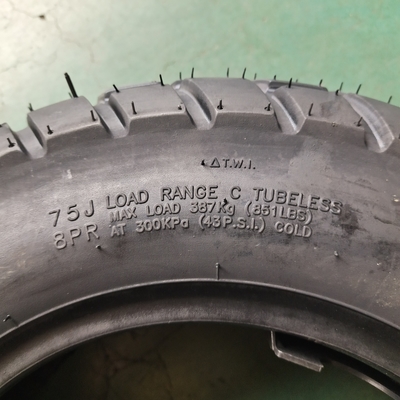 △T.W.I.
75J LOAD RANGE C TUBELESS
MAX LOAD 387Kg (851LBS)
8PR AT 300KPa (43P.S.I.) COLD